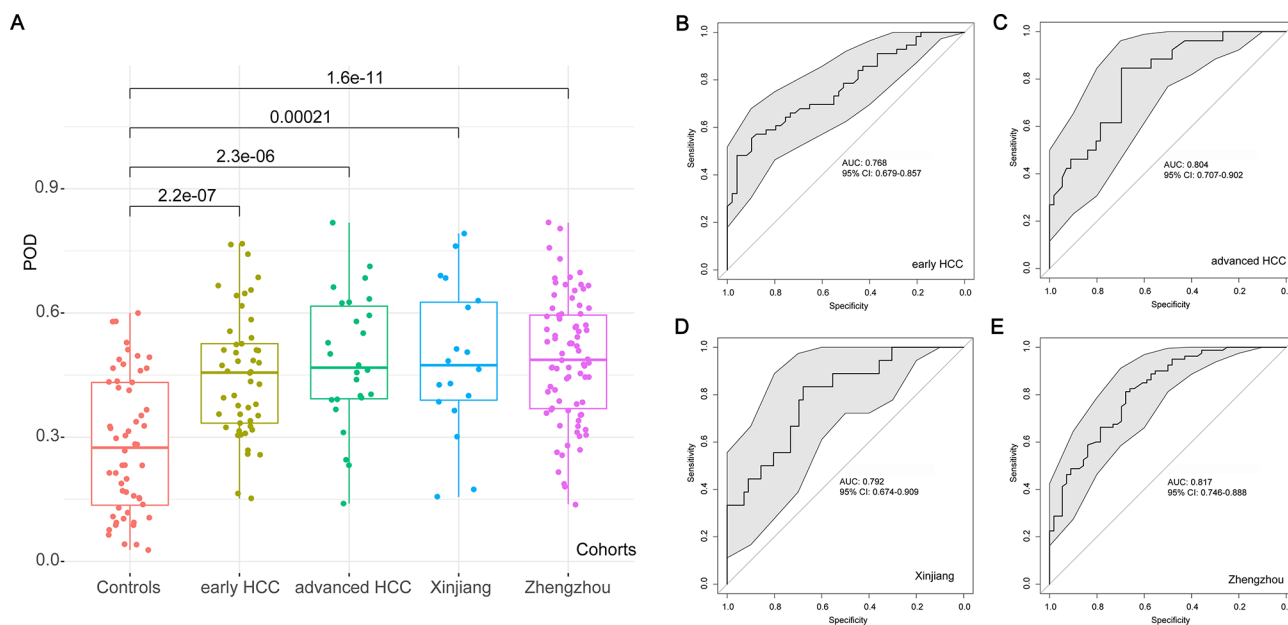 A
1.6e-11
0.00021
2.3e-06
2.2e-07
POD
0.9
0.6
0.3
0.0
Cohorts
Controls
early HCC
advanced HCC
Xinjiang
Zhengzhou
B
Sensitivity
1.0
0.8
0.6
0.4
0.2
0.0
AUC: 0.768
95% CI: 0.679-0.857
early HCC
1.0
0.8
0.6
0.4
0.2
0.0
Specificity
C
Sensitivity
1.0
0.8
0.6
0.4
0.2
0.0
AUC: 0.804
95% CI: 0.707-0.902
advanced HCC
1.0
0.8
0.6
0.4
0.2
0.0
Specificity
D
Sensitivity
1.0
0.8
0.6
0.4
0.2
0.0
AUC: 0.792
95% CI: 0.674-0.909
Xinjiang
1.0
0.8
0.6
0.4
0.2
0.0
Specificity
E
Sensitivity
1.0
0.8
0.6
0.4
0.2
0.0
AUC: 0.817
95% CI: 0.746-0.888
Zhengzhou
1.0
0.8
0.6
0.4
0.2
0.0
Specificity